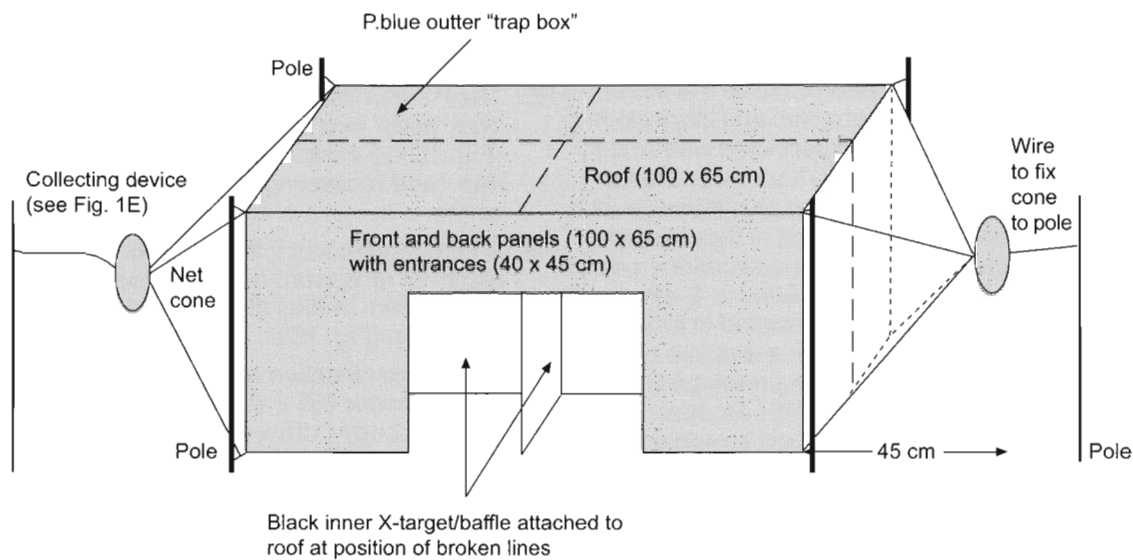 P.blue outter “trap box”
Pole
Collecting device
(see Fig. 1E)
Roof (100 x 65 cm)
Wire
to fix
cone
to pole
Front and back panels (100 x 65 cm)
with entrances (40 x 45 cm)
Net
cone
Pole
45 cm
Pole
Black inner X-target/baffle attached to
roof at position of broken lines